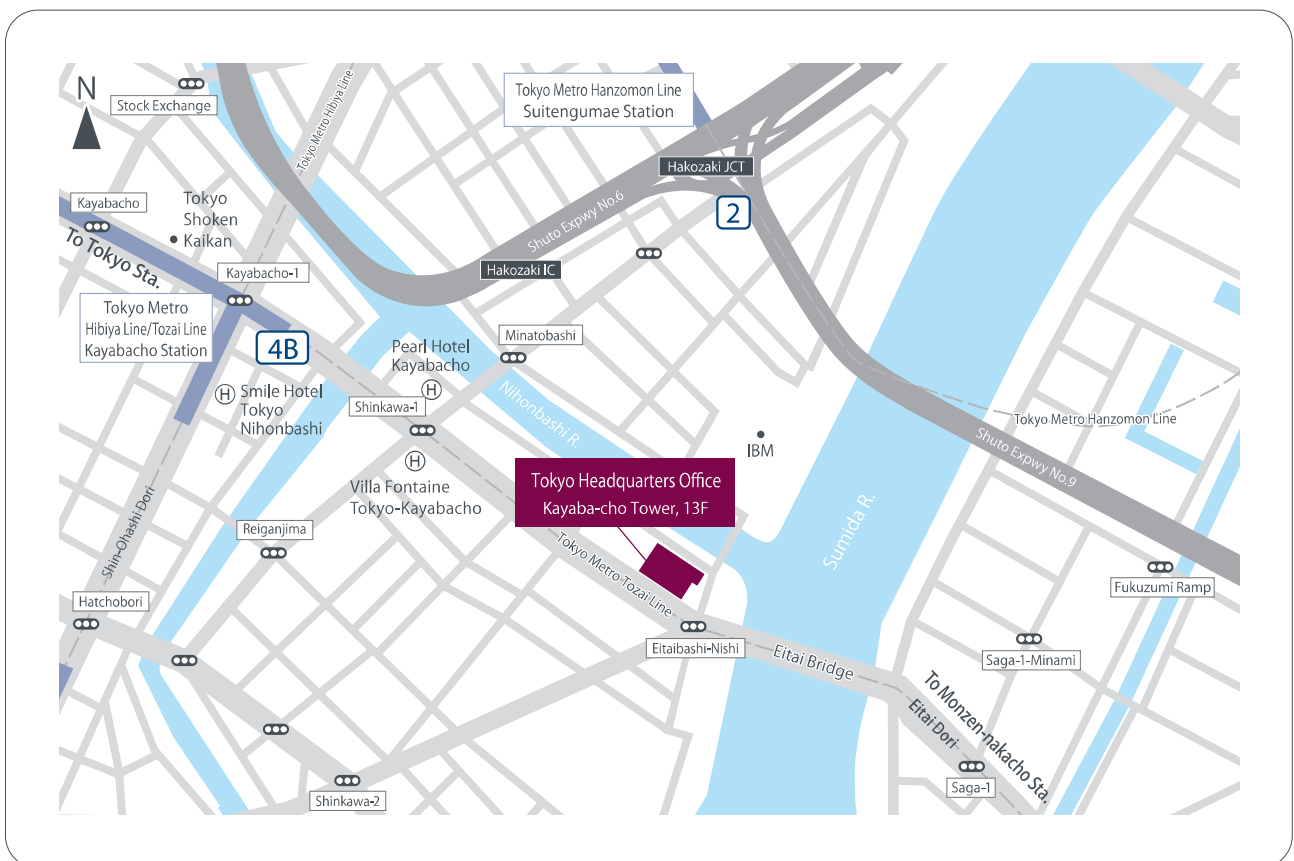 N
Stock Exchange
Tokyo Metro Hibiya Line
Tokyo Metro Hanzomon Line
Suitengumae Station
Hakozaki JCT
2
Kayabacho
Tokyo
Shoken
Kaikan
To Tokyo Sta.
Shuto Expwy No.6
Hakozaki IC
Kayabacho-1
Tokyo Metro
Hibiya Line/Tozai Line
Kayabacho Station
4B
Minatobashi
Pearl Hotel
Kayabacho
H
H
Smile Hotel
Tokyo
Nihonbashi
Shinkawa-1
Nihonbashi R.
Tokyo Metro Hanzomon Line
Shuto Expwy No.9
IBM
H
Villa Fontaine
Tokyo-Kayabacho
Tokyo Headquarters Office
Kayaba-cho Tower, 13F
Sumida R.
Shin-Ohashi Dori
Reiganjima
Tokyo Metro Tozai Line
Fukuzumi Ramp
Hatchobori
Eitaibashi-Nishi
Eitai Bridge
Saga-1-Minami
To Monzen-nakacho Sta.
Eitai Dori
Saga-1
Shinkawa-2